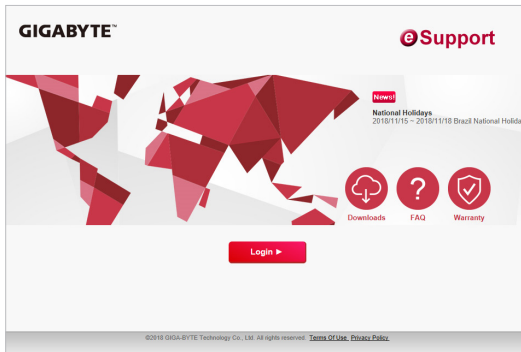 GIGABYTE™
eSupport
News!
National Holidays
2018/11/15 ~ 2018/11/18 Brazil National Holida
Downloads
FAQ
Warranty
Login ►
©2018 GIGA-BYTE Technology Co., Ltd. All rights reserved. Terms Of Use Privacy Policy